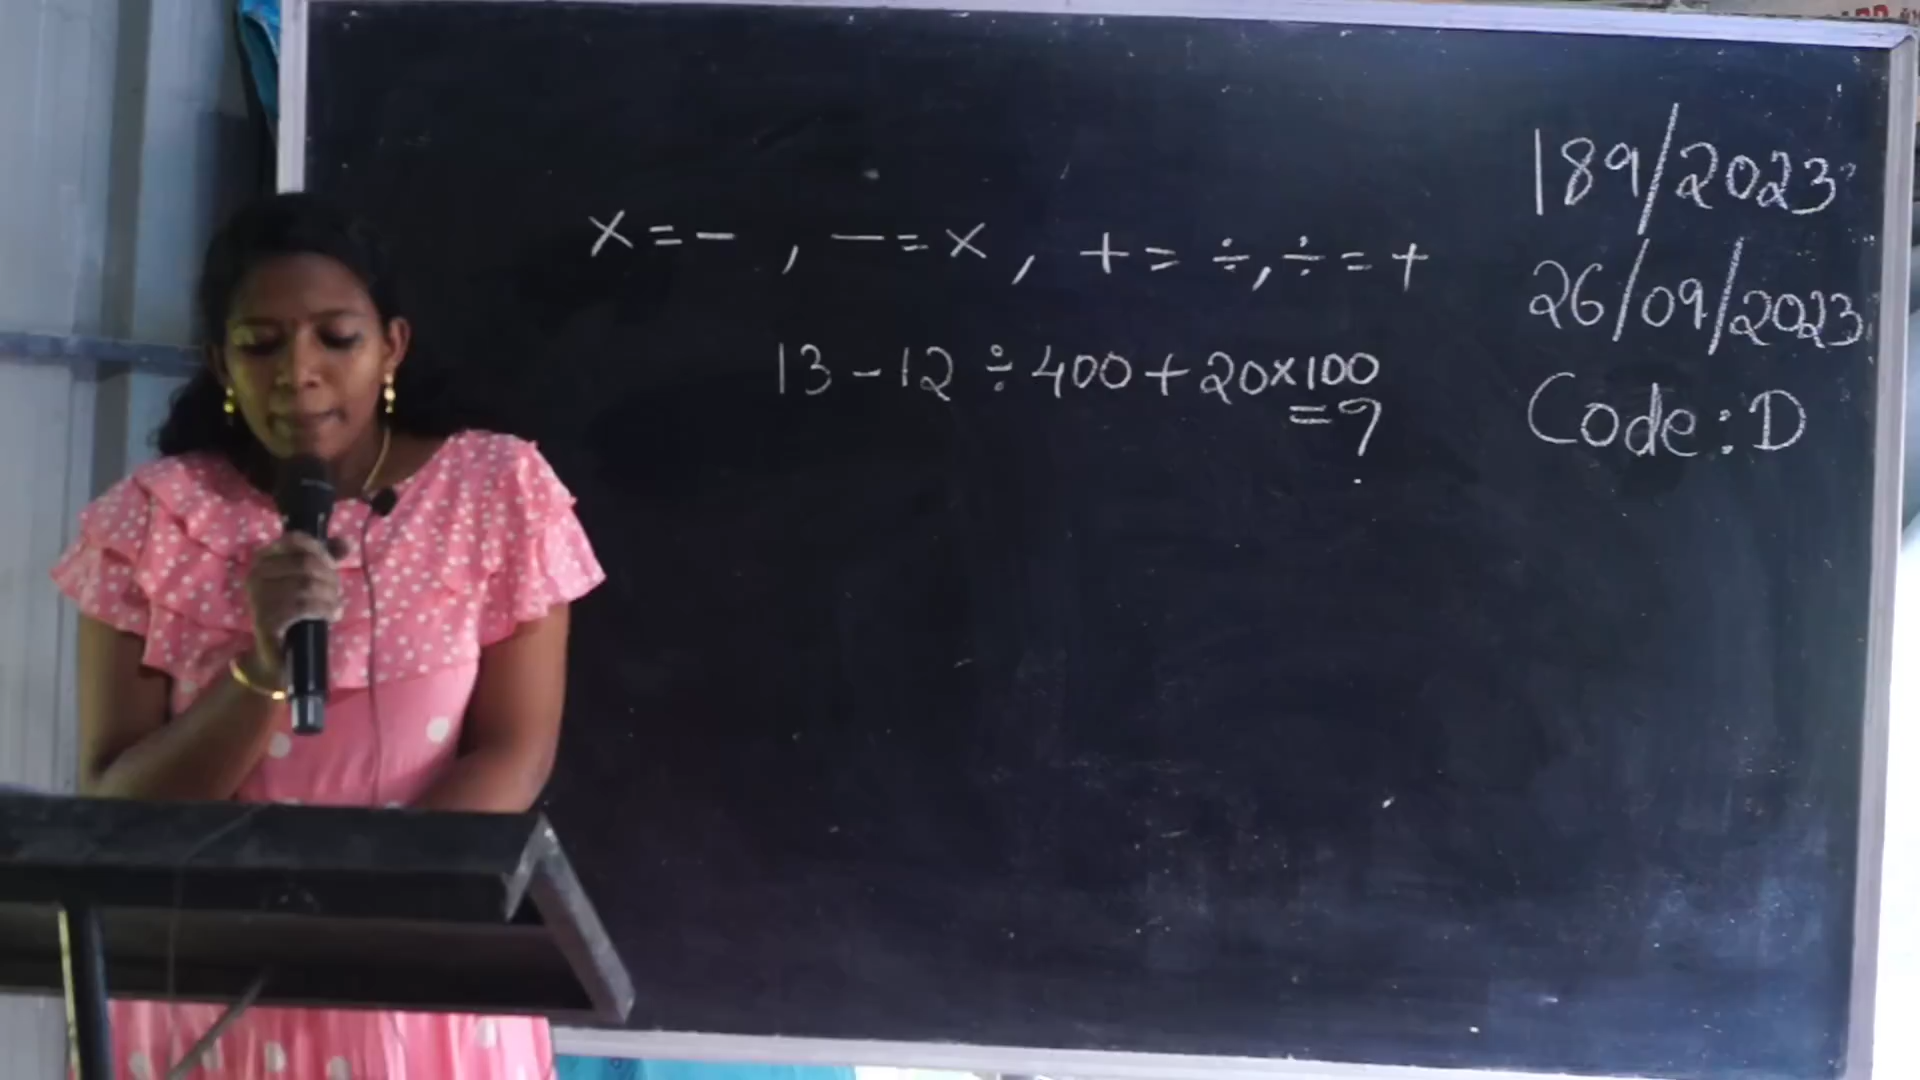 × = - , - = × , + = ÷ , ÷ = +
13 - 12 ÷ 400 + 20 × 100
= ?
189/2023
26/09/2023
Code : D